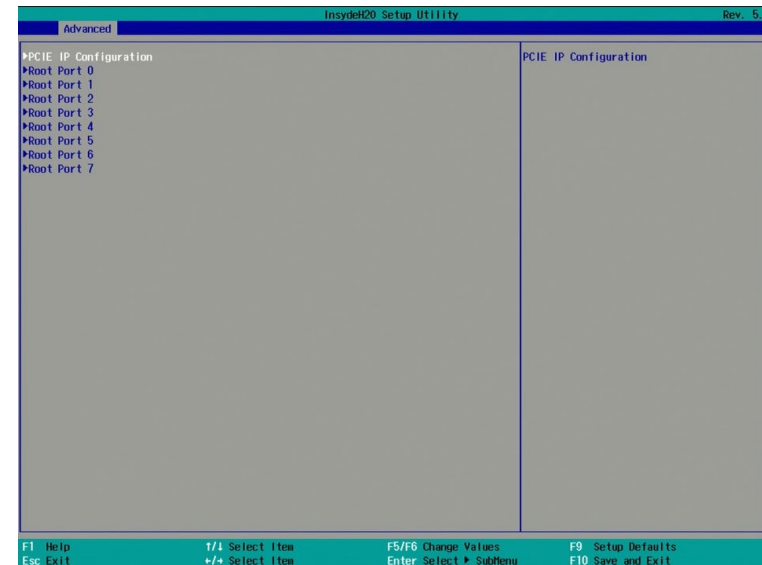 InsydeH20 Setup Utility Rev. 5.
Advanced
▶PCIE IP Configuration PCIE IP Configuration
▶Root Port 0
▶Root Port 1
▶Root Port 2
▶Root Port 3
▶Root Port 4
▶Root Port 5
▶Root Port 6
▶Root Port 7
F1 Help ↑/↓ Select Item F5/F6 Change Values F9 Setup Defaults
Esc Exit ←/→ Select Item Enter Select ▶ SubMenu F10 Save and Exit